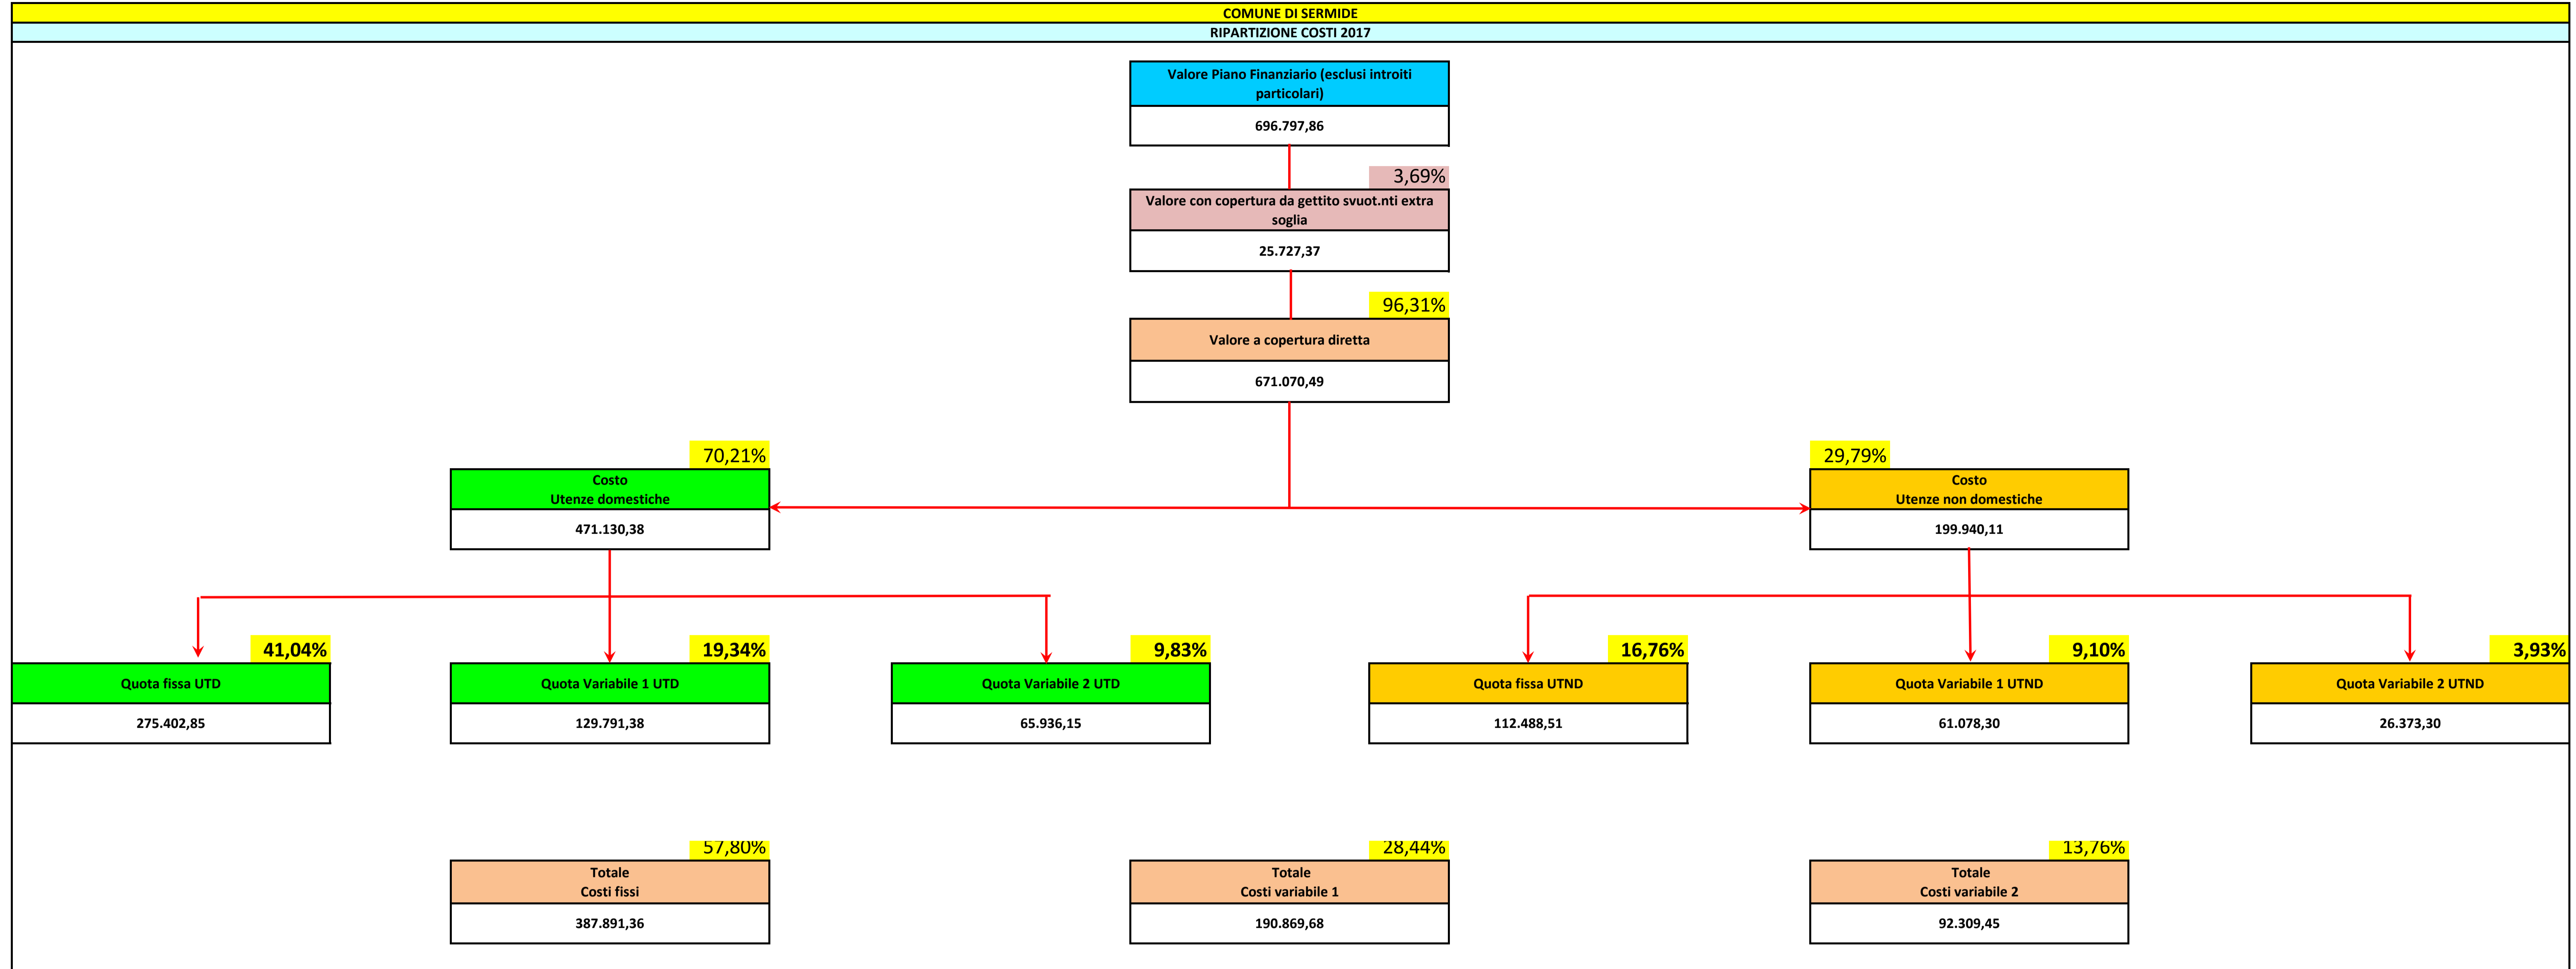 COMUNE DI SERMIDE
RIPARTIZIONE COSTI 2017
Valore Piano Finanziario (esclusi introiti
particolari)
696.797,86
3,69%
Valore con copertura da gettito svuot.nti extra
soglia
25.727,37
96,31%
Valore a copertura diretta
671.070,49
70,21%
29,79%
Costo
Utenze domestiche
Costo
Utenze non domestiche
471.130,38
199.940,11
41,04%
19,34%
9,83%
16,76%
9,10%
3,93%
Quota fissa UTD
Quota Variabile 1 UTD
Quota Variabile 2 UTD
Quota fissa UTND
Quota Variabile 1 UTND
Quota Variabile 2 UTND
275.402,85
129.791,38
65.936,15
112.488,51
61.078,30
26.373,30
57,80%
28,44%
13,76%
Totale
Costi fissi
Totale
Costi variabile 1
Totale
Costi variabile 2
387.891,36
190.869,68
92.309,45